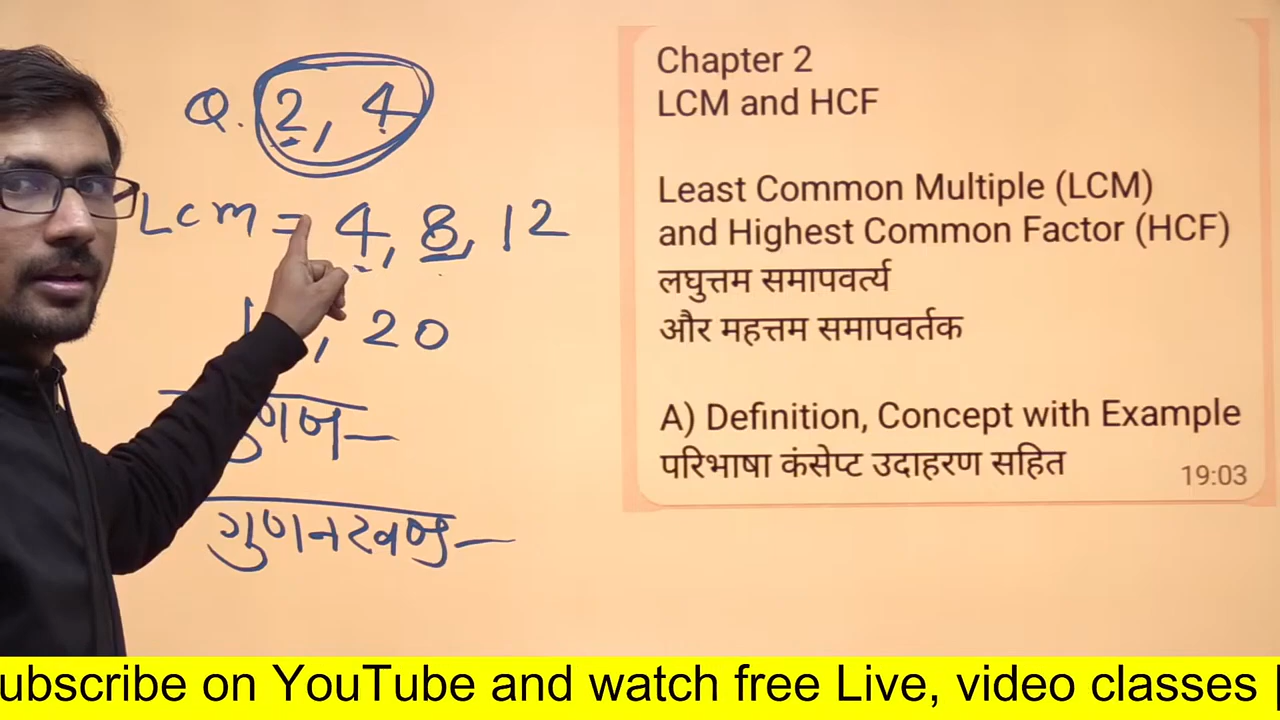 Q. 2, 4
Lcm = 4, 8, 12
, 20
गुणज—
गुणनखण्ड—
Chapter 2
LCM and HCF
Least Common Multiple (LCM)
and Highest Common Factor (HCF)
लघुत्तम समापवर्त्य
और महत्तम समापवर्तक
A) Definition, Concept with Example
परिभाषा कंसेप्ट उदाहरण सहित
19:03
ubscribe on YouTube and watch free Live, video classes |